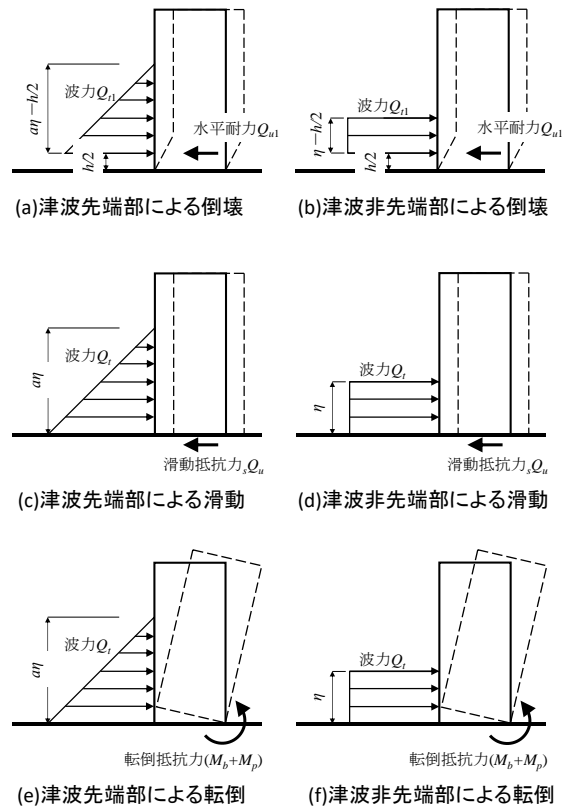 aη－h/2
波力Qt1
水平耐力Qu1
h/2
(a)津波先端部による倒壊
η－h/2
波力Qt1
水平耐力Qu1
h/2
(b)津波非先端部による倒壊
aη
波力Qt
滑動抵抗力sQu
(c)津波先端部による滑動
η
波力Qt
滑動抵抗力sQu
(d)津波非先端部による滑動
aη
波力Qt
転倒抵抗力(Mb+Mp)
(e)津波先端部による転倒
η
波力Qt
転倒抵抗力(Mb+Mp)
(f)津波非先端部による転倒